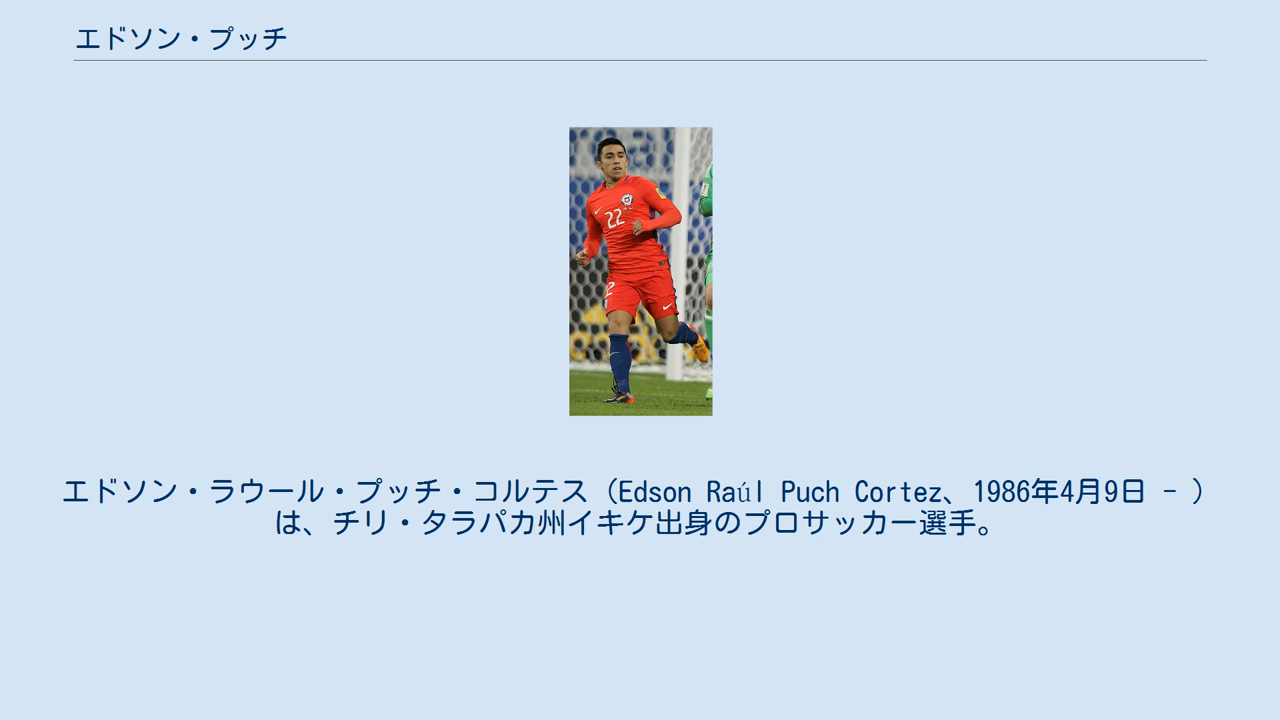 エドソン・プッチ
22
エドソン・ラウール・プッチ・コルテス（Edson Raúl Puch Cortez、1986年4月9日 - ）
は、チリ・タラパカ州イキケ出身のプロサッカー選手。